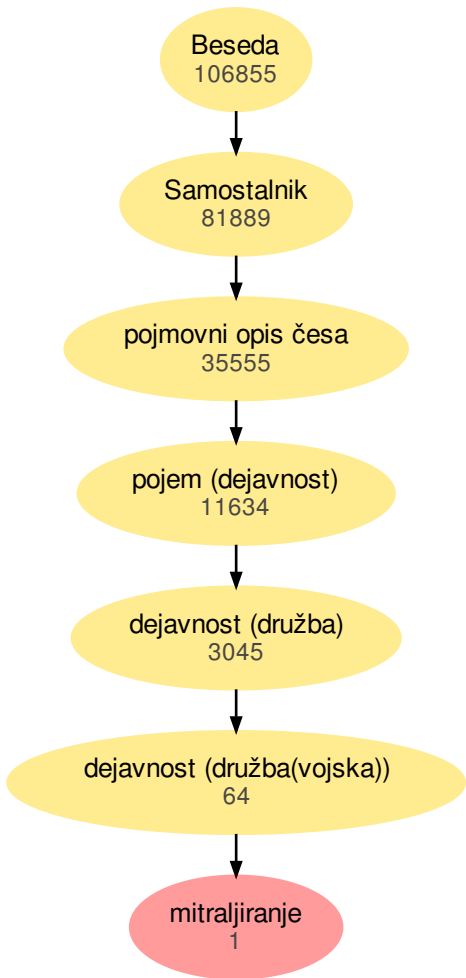 Beseda
106855
Samostalnik
81889
pojmovni opis česa
35555
pojem (dejavnost)
11634
dejavnost (družba)
3045
dejavnost (družba(vojska))
64
mitraljiranje
1